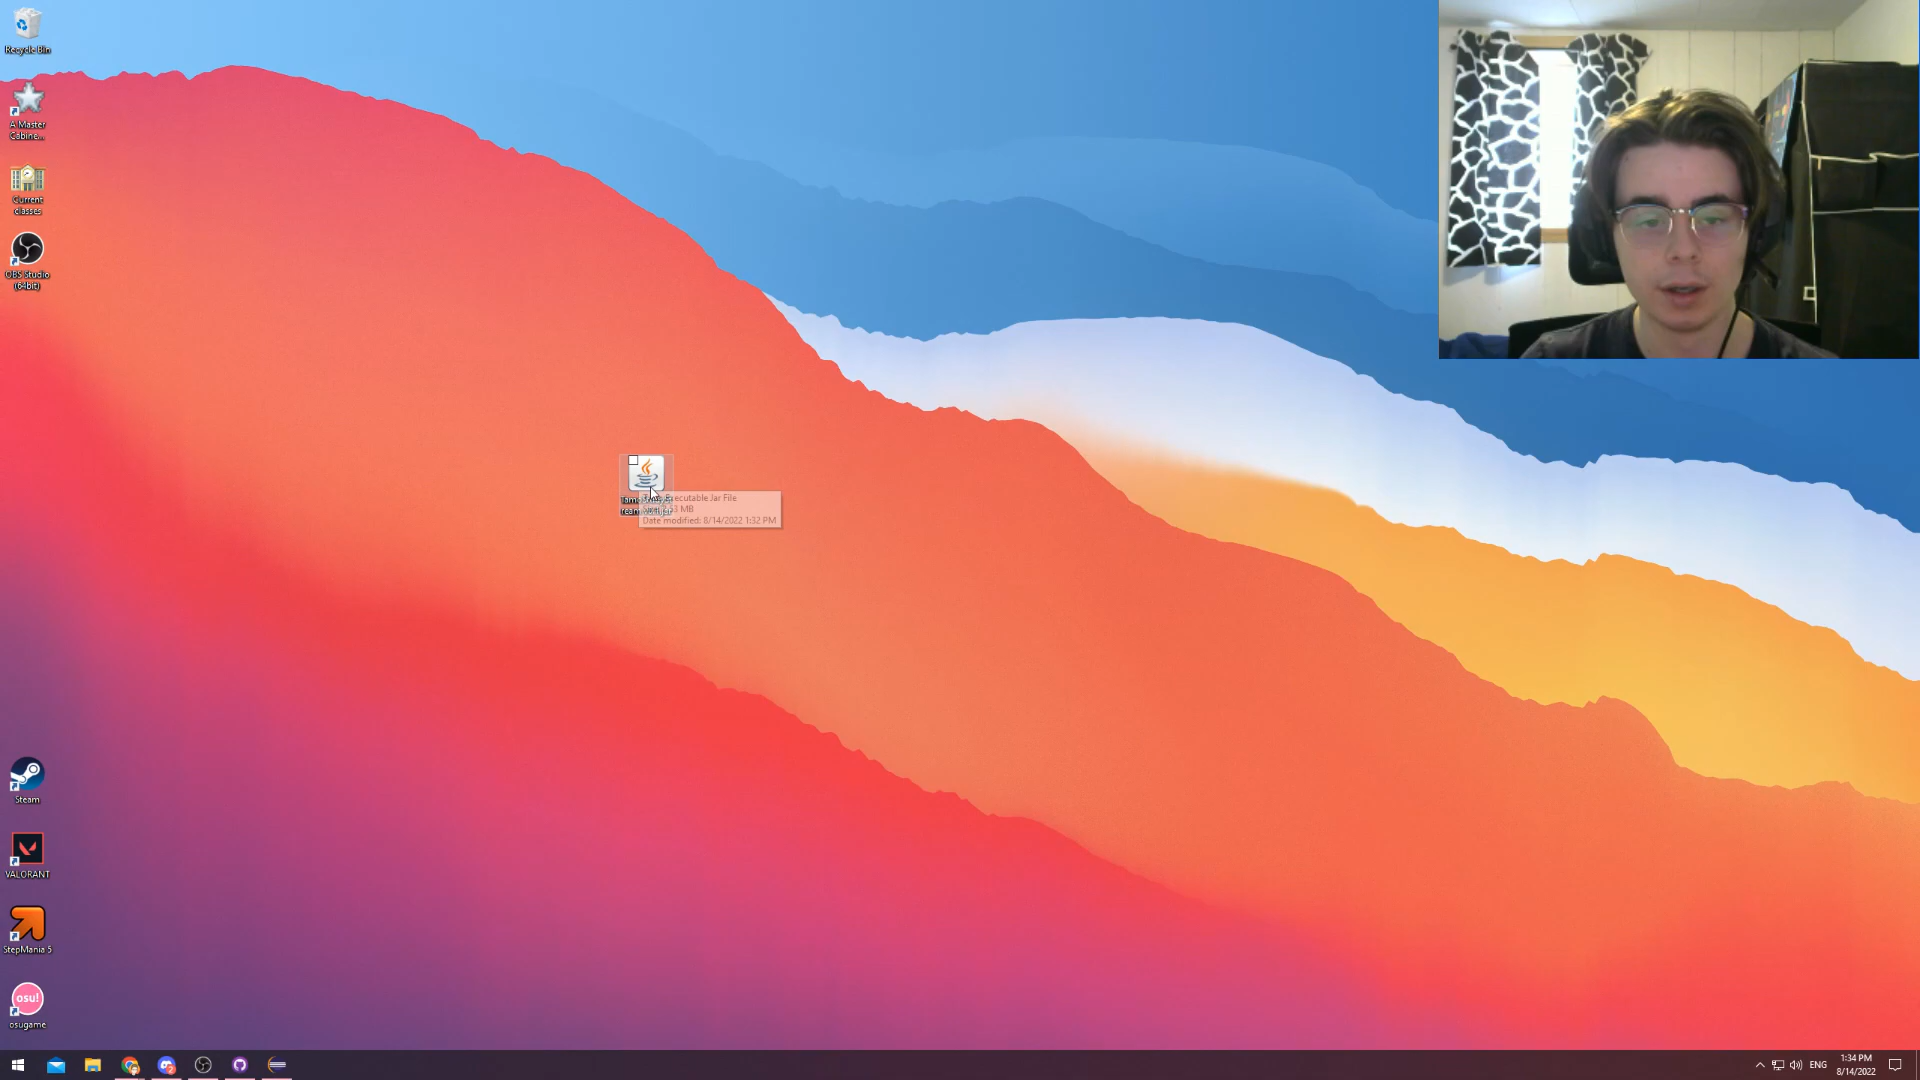 Recycle Bin
A Master
Cabine...
Current
classes
OBS Studio
(64bit)
Executable Jar File
MB
Date modified: 8/14/2022 1:32 PM
Steam
VALORANT
StepMania 5
osu!
osugame
ENG
1:34 PM
8/14/2022